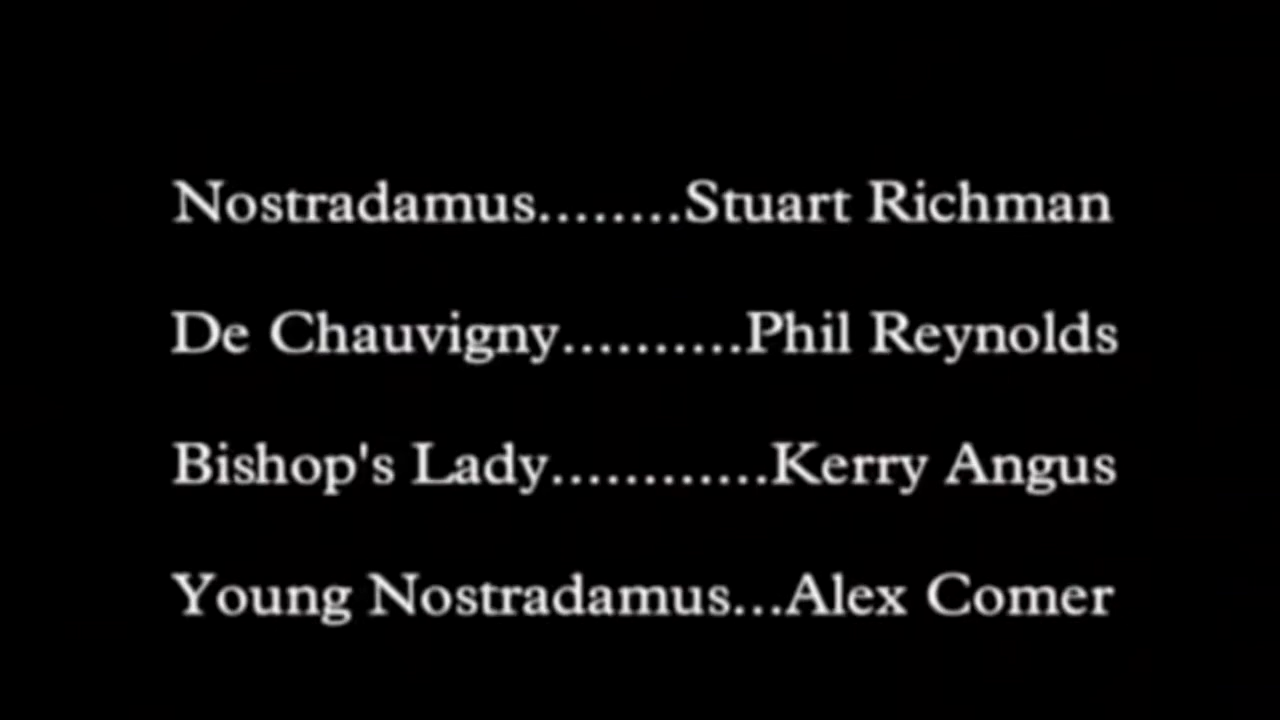 Nostradamus........Stuart Richman
De Chauvigny..........Phil Reynolds
Bishop's Lady............Kerry Angus
Young Nostradamus...Alex Comer